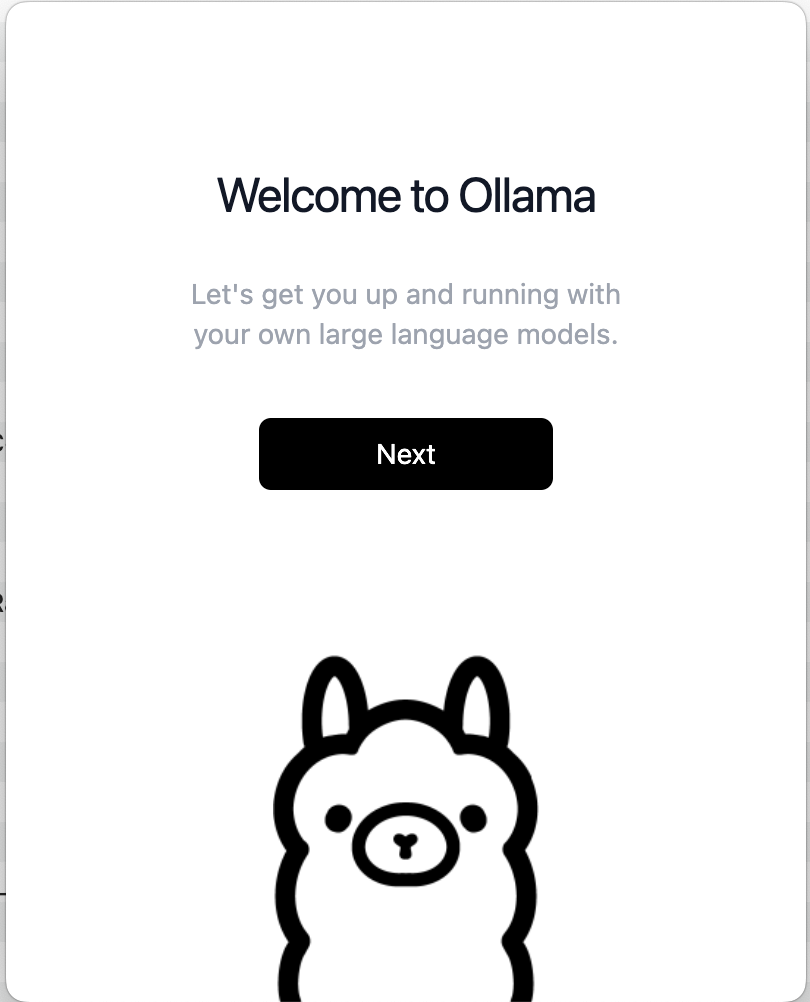 Welcome to Ollama
Let's get you up and running with
your own large language models.
Next